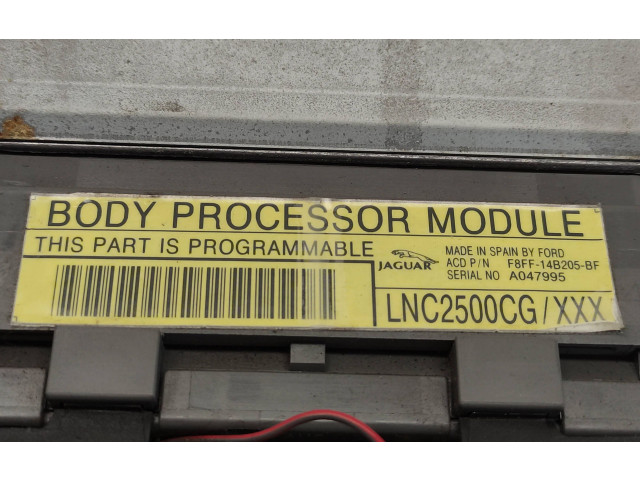 BODY PROCESSOR MODULE
THIS PART IS PROGRAMMABLE
JAGUAR
MADE IN SPAIN BY FORD
ACD P/N F8FF-14B205-BF
SERIAL NO A047995
LNC2500CG/XXX